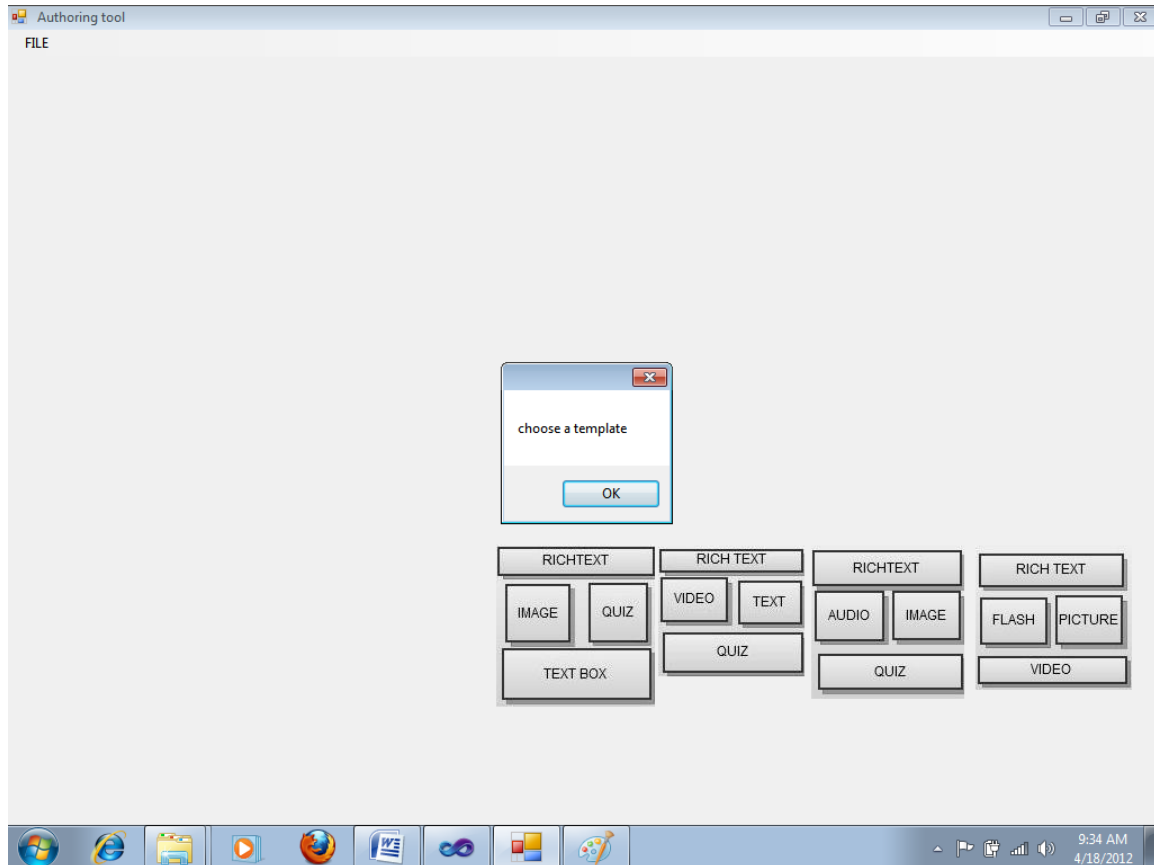 Authoring tool
FILE
choose a template
OK
RICHTEXT
IMAGE
QUIZ
TEXT BOX
RICH TEXT
VIDEO
TEXT
QUIZ
RICHTEXT
AUDIO
IMAGE
QUIZ
RICH TEXT
FLASH
PICTURE
VIDEO
9:34 AM
4/18/2012